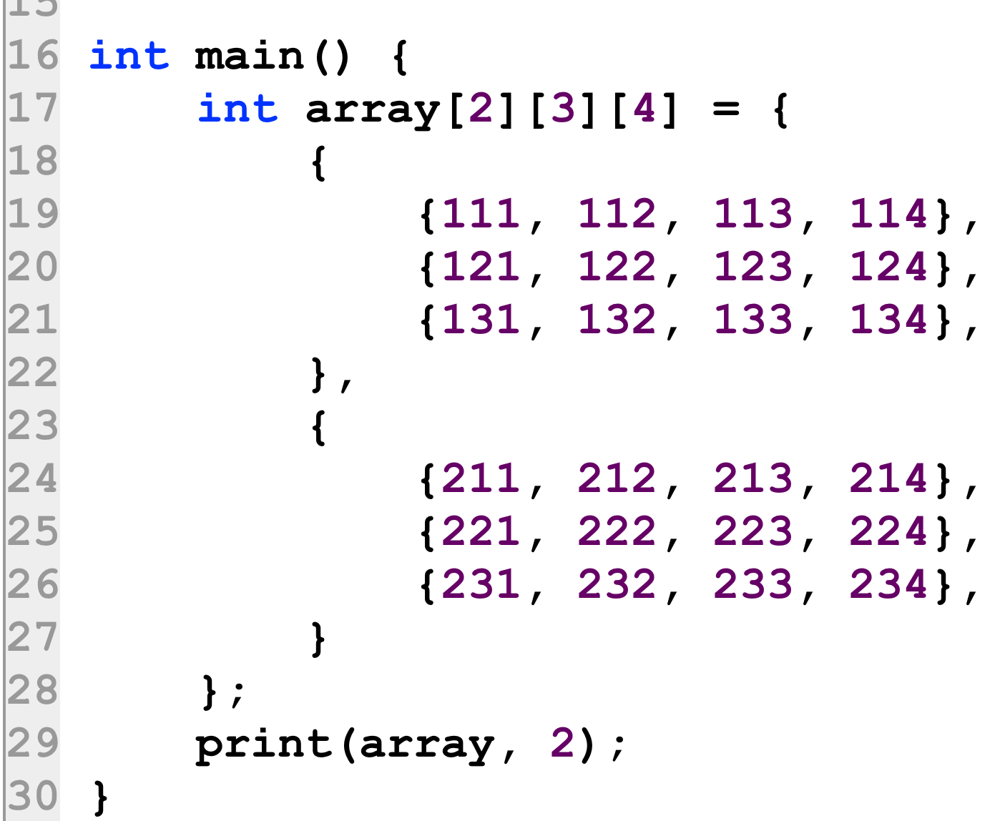 15
16 int main() {
17 int array[2][3][4] = {
18 {
19 {111, 112, 113, 114},
20 {121, 122, 123, 124},
21 {131, 132, 133, 134},
22 },
23 {
24 {211, 212, 213, 214},
25 {221, 222, 223, 224},
26 {231, 232, 233, 234},
27 }
28 };
29 print(array, 2);
30 }